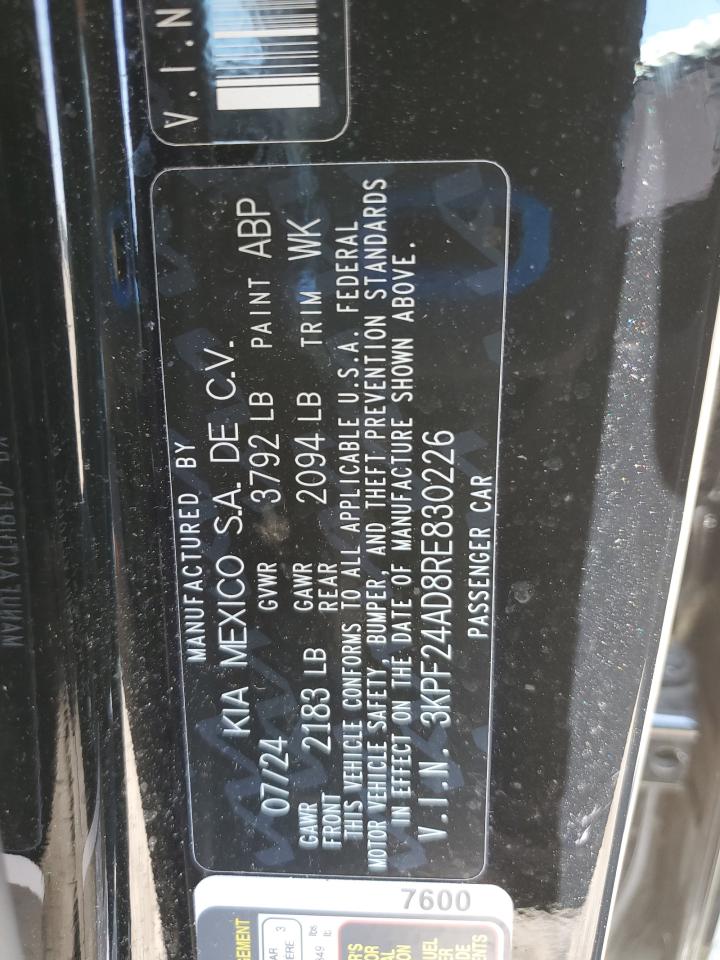 V.I.N
MANUFACTURED BY
KIA MEXICO S.A. DE. C.V.
07/24 GVWR 3792 LB PAINT ABP
GAWR FRONT 2183 LB GAWR REAR 2094 LB TRIM WK
THIS VEHICLE CONFORMS TO ALL APPLICABLE U.S.A. FEDERAL
MOTOR VEHICLE SAFETY, BUMPER, AND THEFT PREVENTION STANDARDS
IN EFFECT ON THE DATE OF MANUFACTURE SHOWN ABOVE.
V.I.N. 3KPF24AD8RE830226
PASSENGER CAR
7600